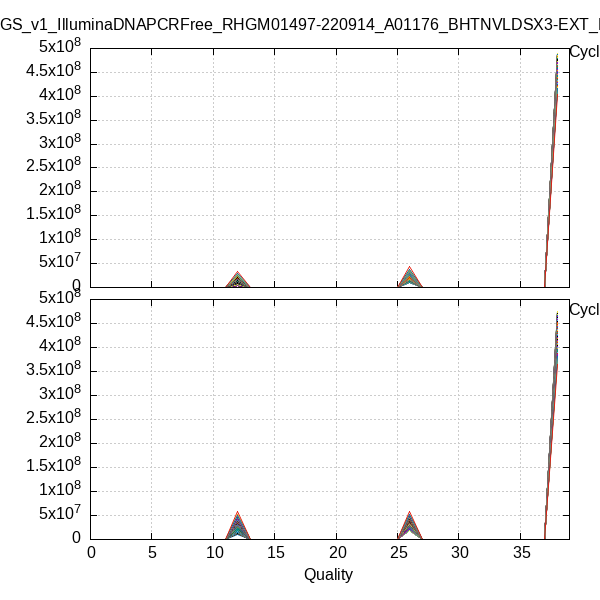 GS_v1_IlluminaDNAPCRFree_RHGM01497-220914_A01176_BHTNVLDSX3-EXT_
5x10^8
Cycl
4.5x10^8
4x10^8
3.5x10^8
3x10^8
2.5x10^8
2x10^8
1.5x10^8
1x10^8
5x10^7
0
5x10^8
Cycl
4.5x10^8
4x10^8
3.5x10^8
3x10^8
2.5x10^8
2x10^8
1.5x10^8
1x10^8
5x10^7
0
0 5 10 15 20 25 30 35
Quality